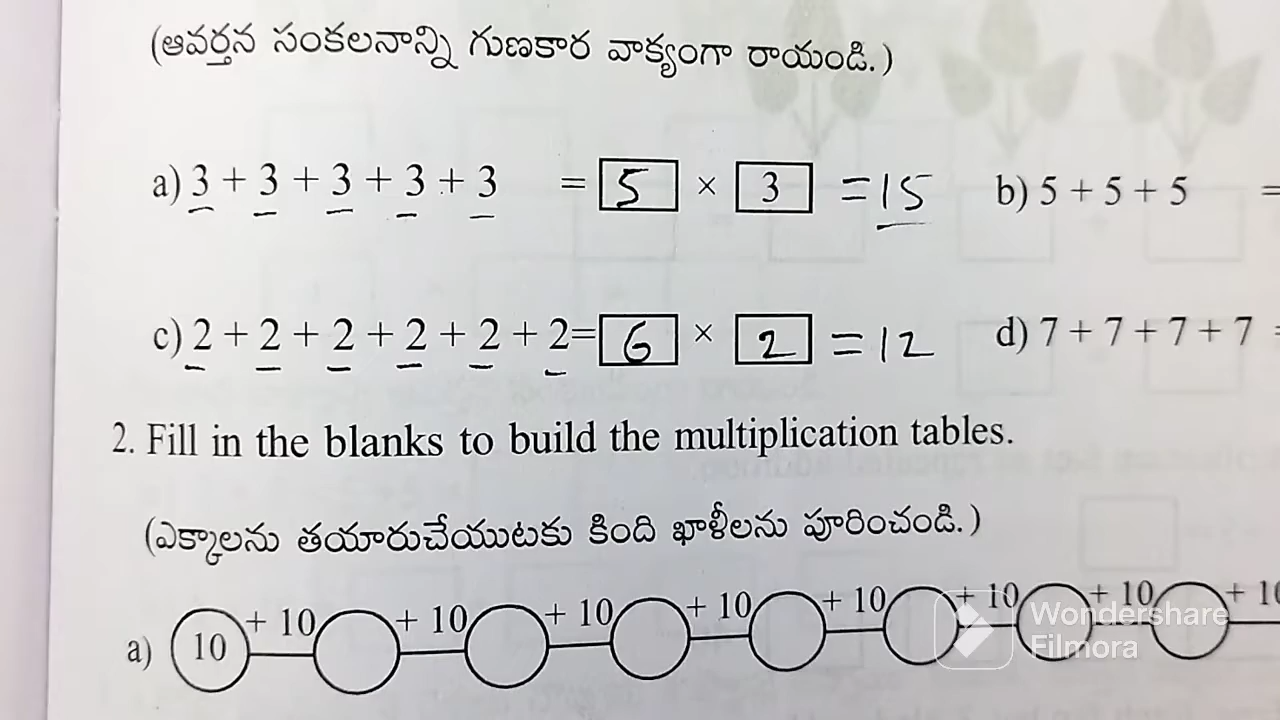 (ఆవర్తన సంకలనాన్ని గుణకార వాక్యంగా రాయండి.)
a) 3 + 3 + 3 + 3 + 3 = 5 × 3 = 15 b) 5 + 5 + 5 =
c) 2 + 2 + 2 + 2 + 2 + 2= 6 × 2 = 12 d) 7 + 7 + 7 + 7 =
2. Fill in the blanks to build the multiplication tables.
(ఎక్కాలను తయారుచేయుటకు కింది ఖాళీలను పూరించండి.)
a) 10 + 10 + 10 + 10 + 10 + 10 + 10 + 10 + 10
Wondershare
Filmora